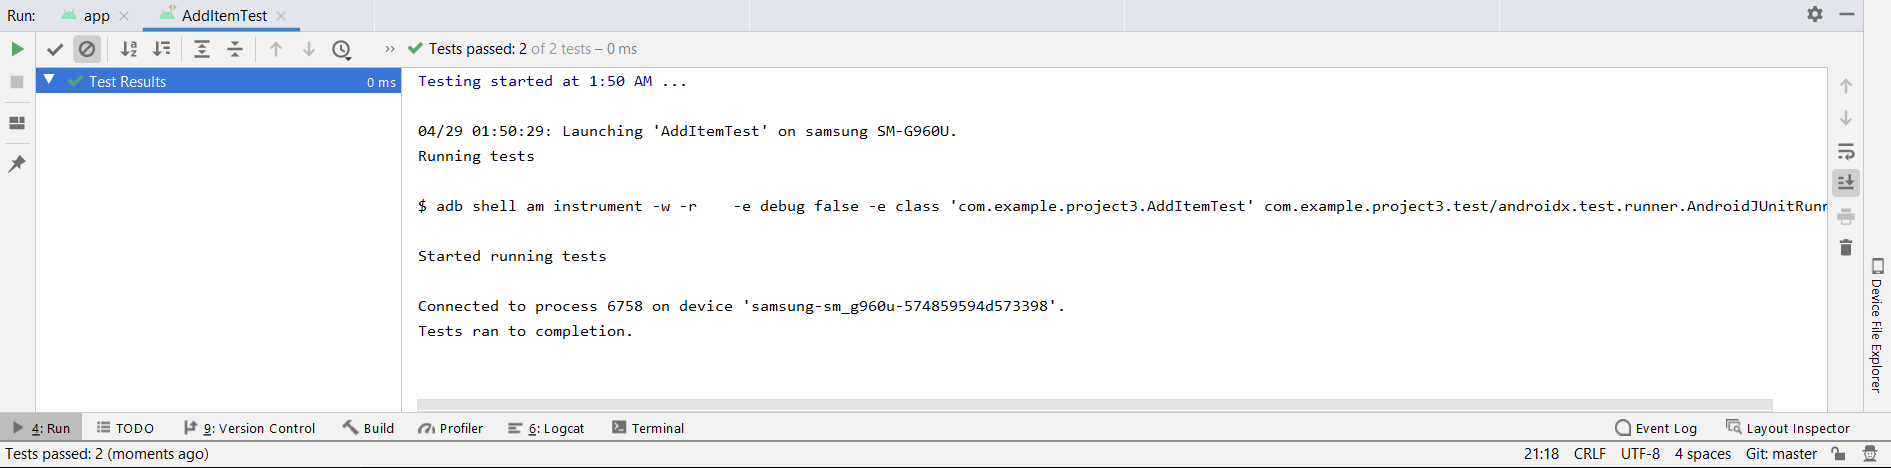 Run: app AddItemTest
» Tests passed: 2 of 2 tests – 0 ms
Test Results 0 ms
Testing started at 1:50 AM ...
04/29 01:50:29: Launching 'AddItemTest' on samsung SM-G960U.
Running tests
$ adb shell am instrument -w -r    -e debug false -e class 'com.example.project3.AddItemTest' com.example.project3.test/androidx.test.runner.AndroidJUnitRunn
Started running tests
Connected to process 6758 on device 'samsung-sm_g960u-574859594d573398'.
Tests ran to completion.
Device File Explorer
4: Run TODO 9: Version Control Build Profiler 6: Logcat Terminal Event Log Layout Inspector
Tests passed: 2 (moments ago) 21:18 CRLF UTF-8 4 spaces Git: master